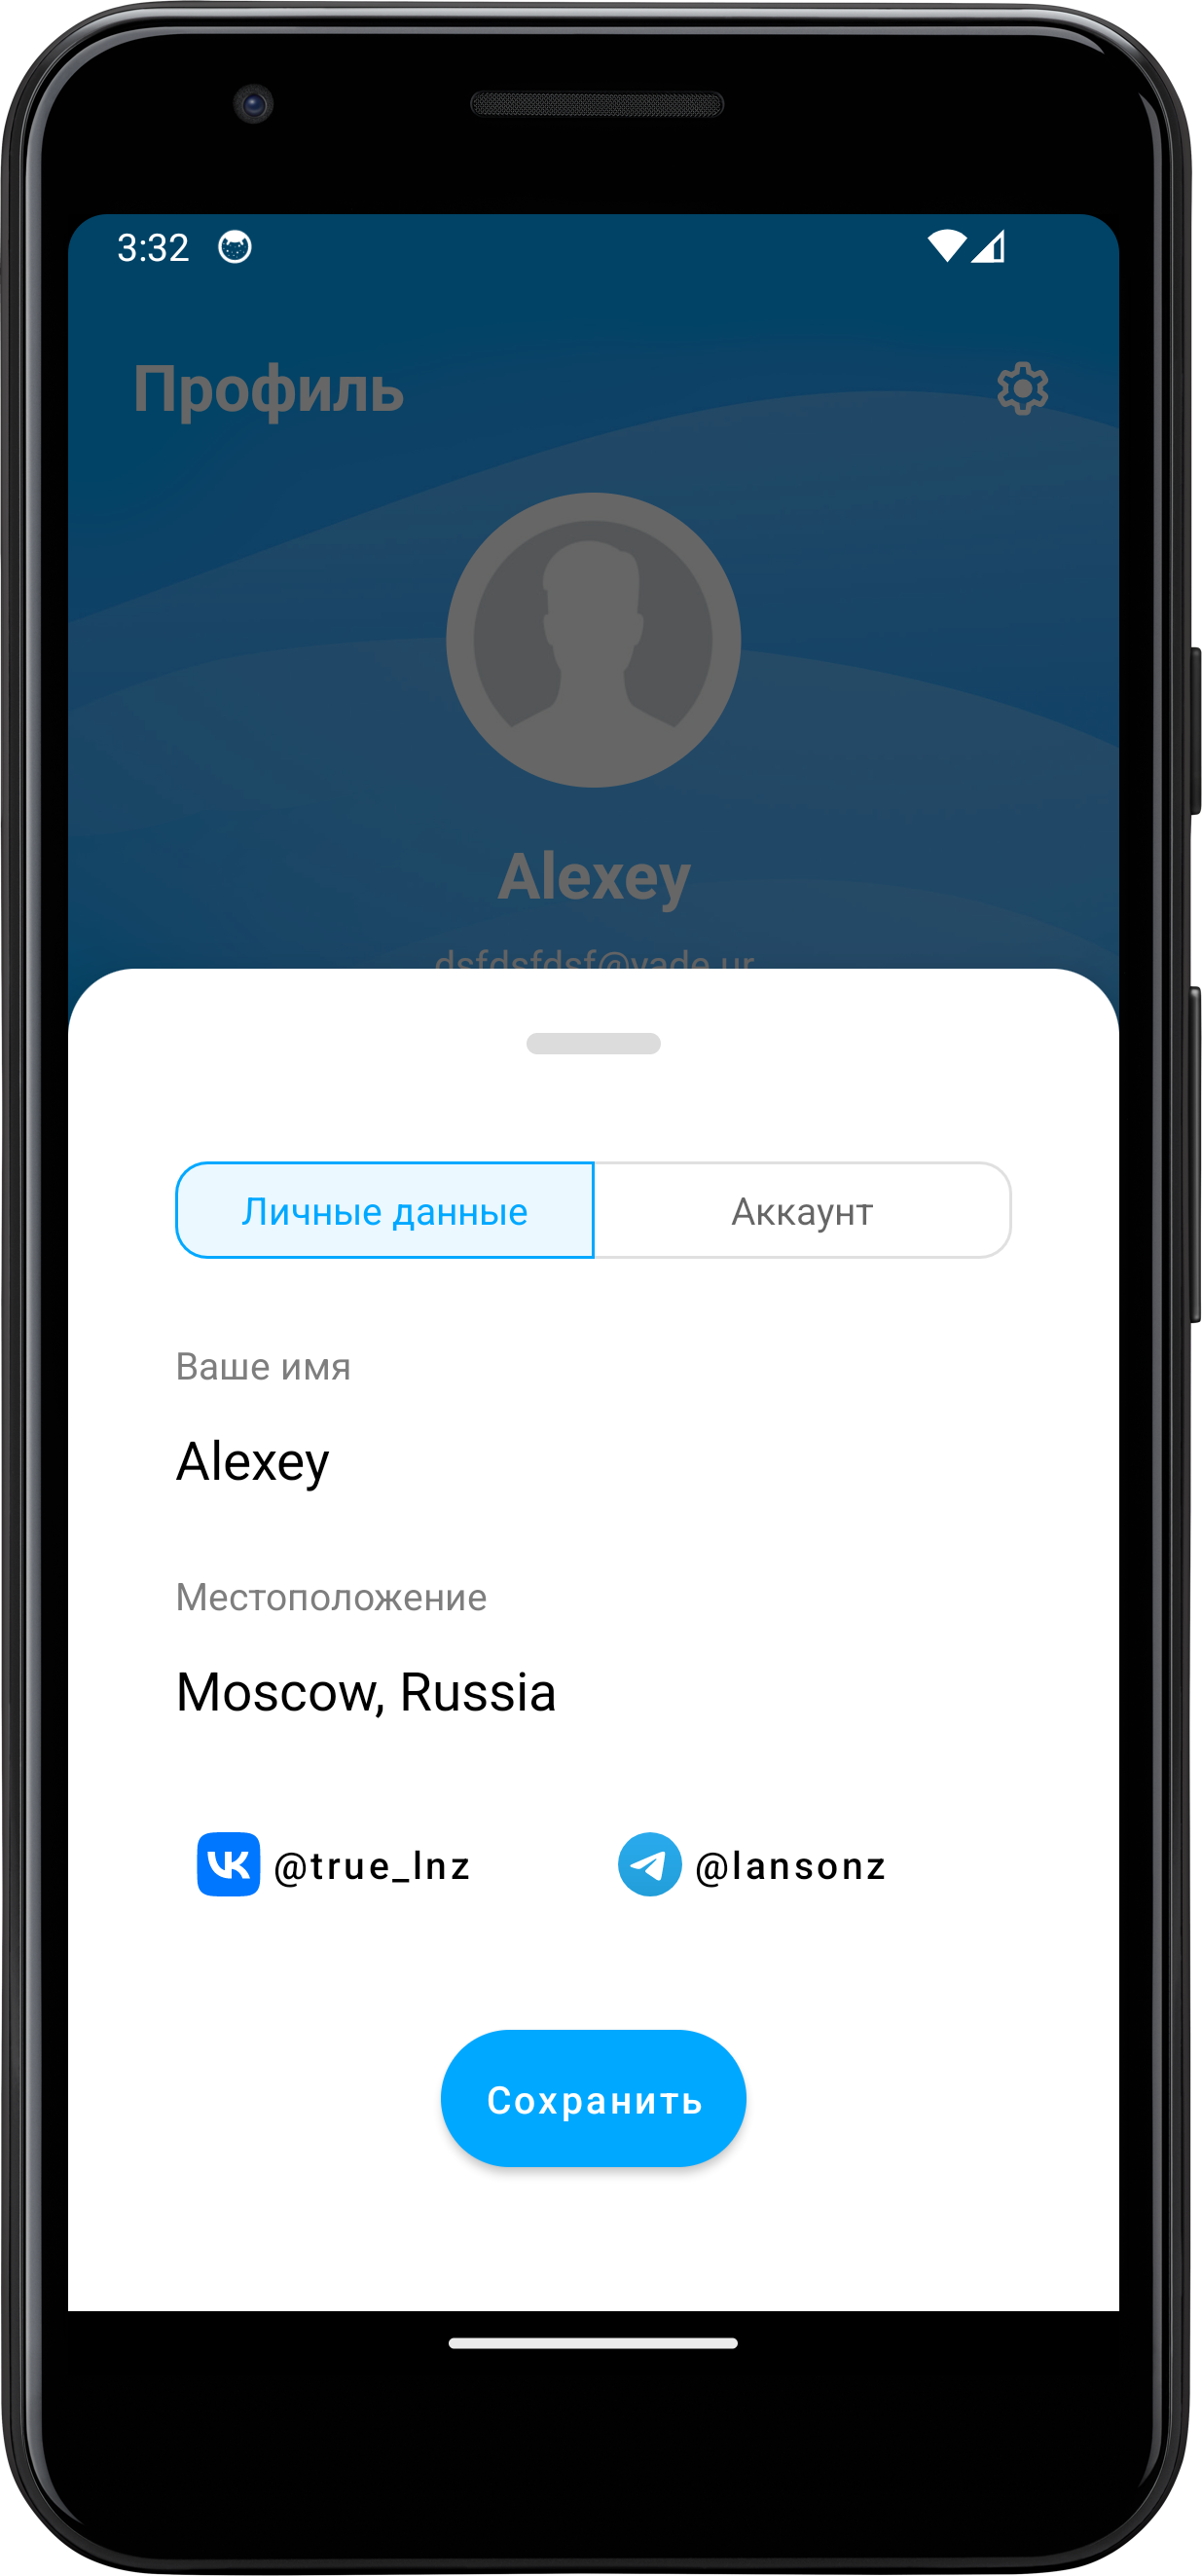 3:32
Профиль
Alexey
dsfdsfdsf@yade.ur
Личные данные
Аккаунт
Ваше имя
Alexey
Местоположение
Moscow, Russia
@true_lnz
@lansonz
Сохранить